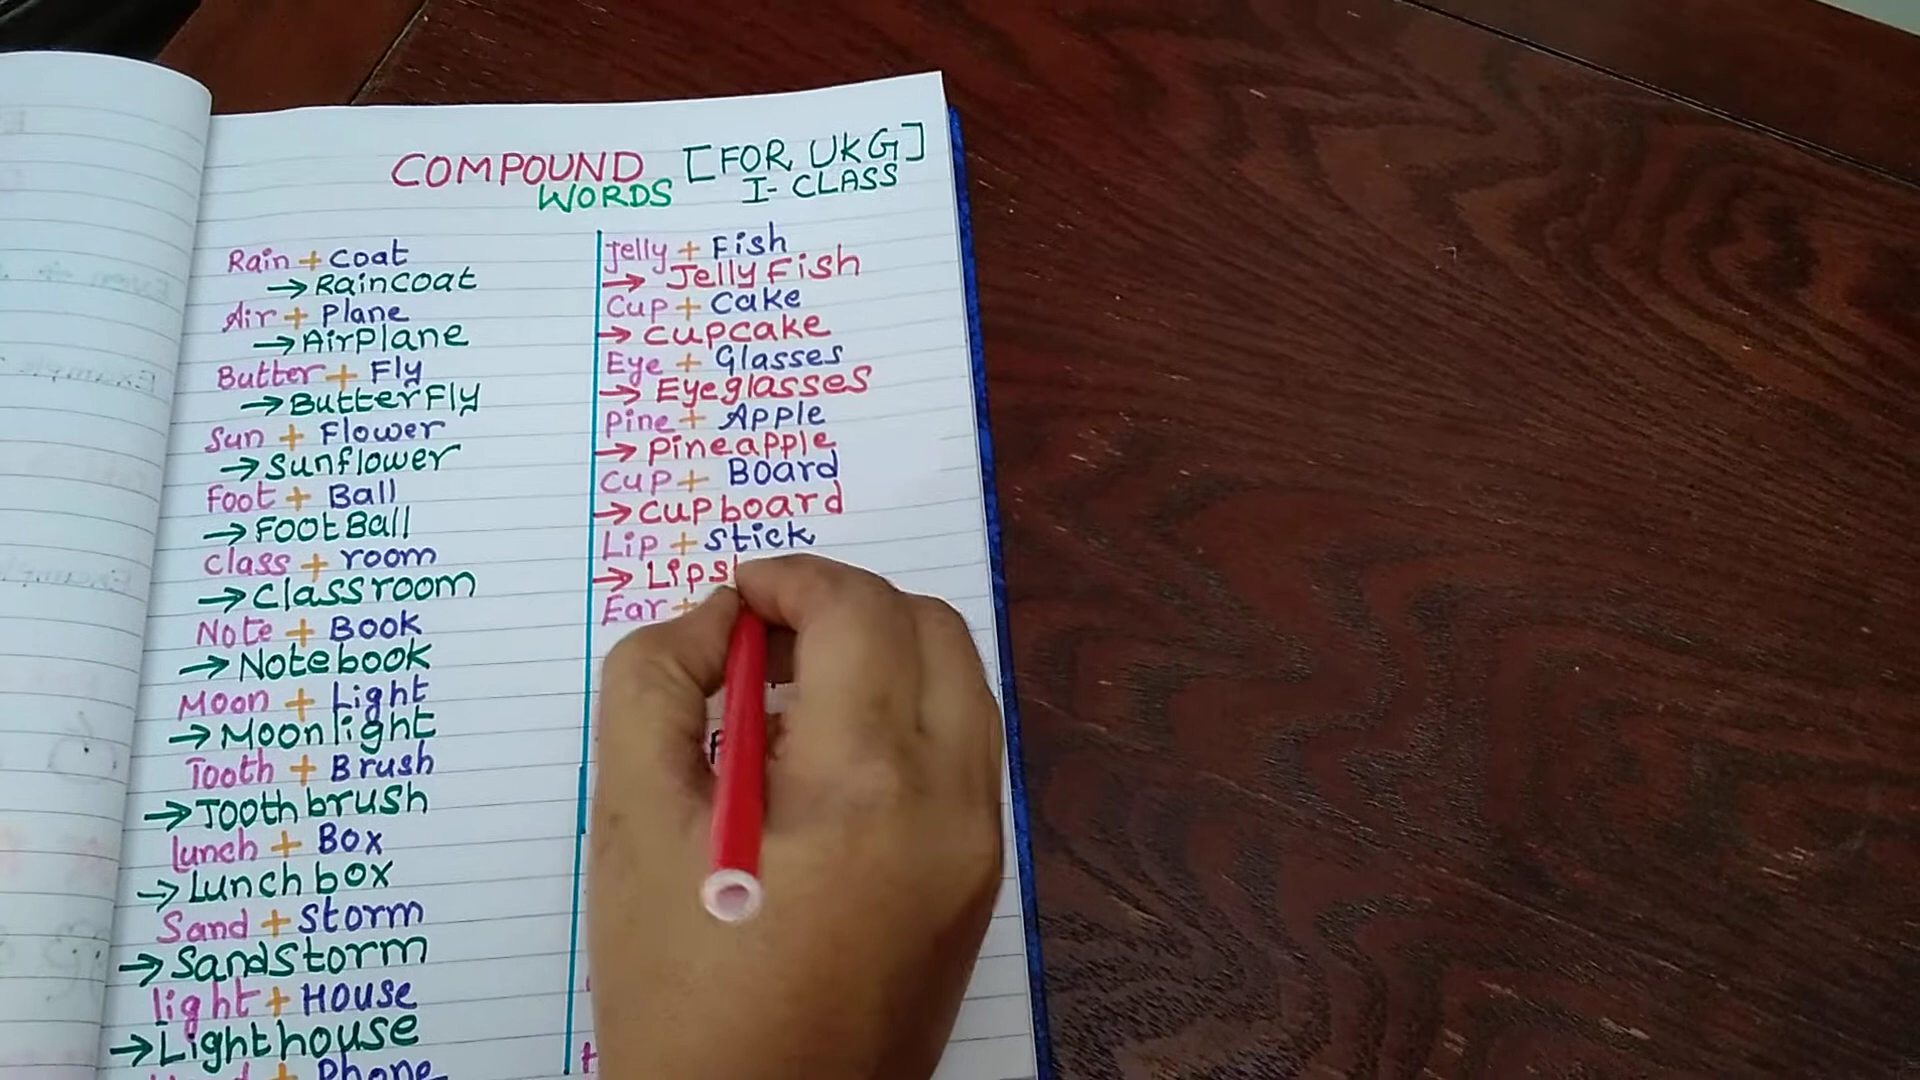 COMPOUND [FOR UKG]
WORDS I- CLASS
Rain + coat
→ Raincoat
Air + Plane
→ AirPlane
Butter + Fly
→ ButterFly
Sun + Flower
→ Sunflower
Foot + Ball
→ FootBall
class + room
→ Classroom
Note + Book
→ Notebook
Moon + Light
→ Moonlight
Tooth + Brush
→ Toothbrush
lunch + Box
→ Lunchbox
Sand + Storm
→ Sandstorm
light + House
→ Lighthouse
+ Phone
Jelly + Fish
→ JellyFish
Cup + Cake
→ cupcake
Eye + Glasses
→ Eyeglasses
Pine + Apple
→ Pineapple
Cup + Board
→ Cupboard
Lip + Stick
→ Lips
Ear +